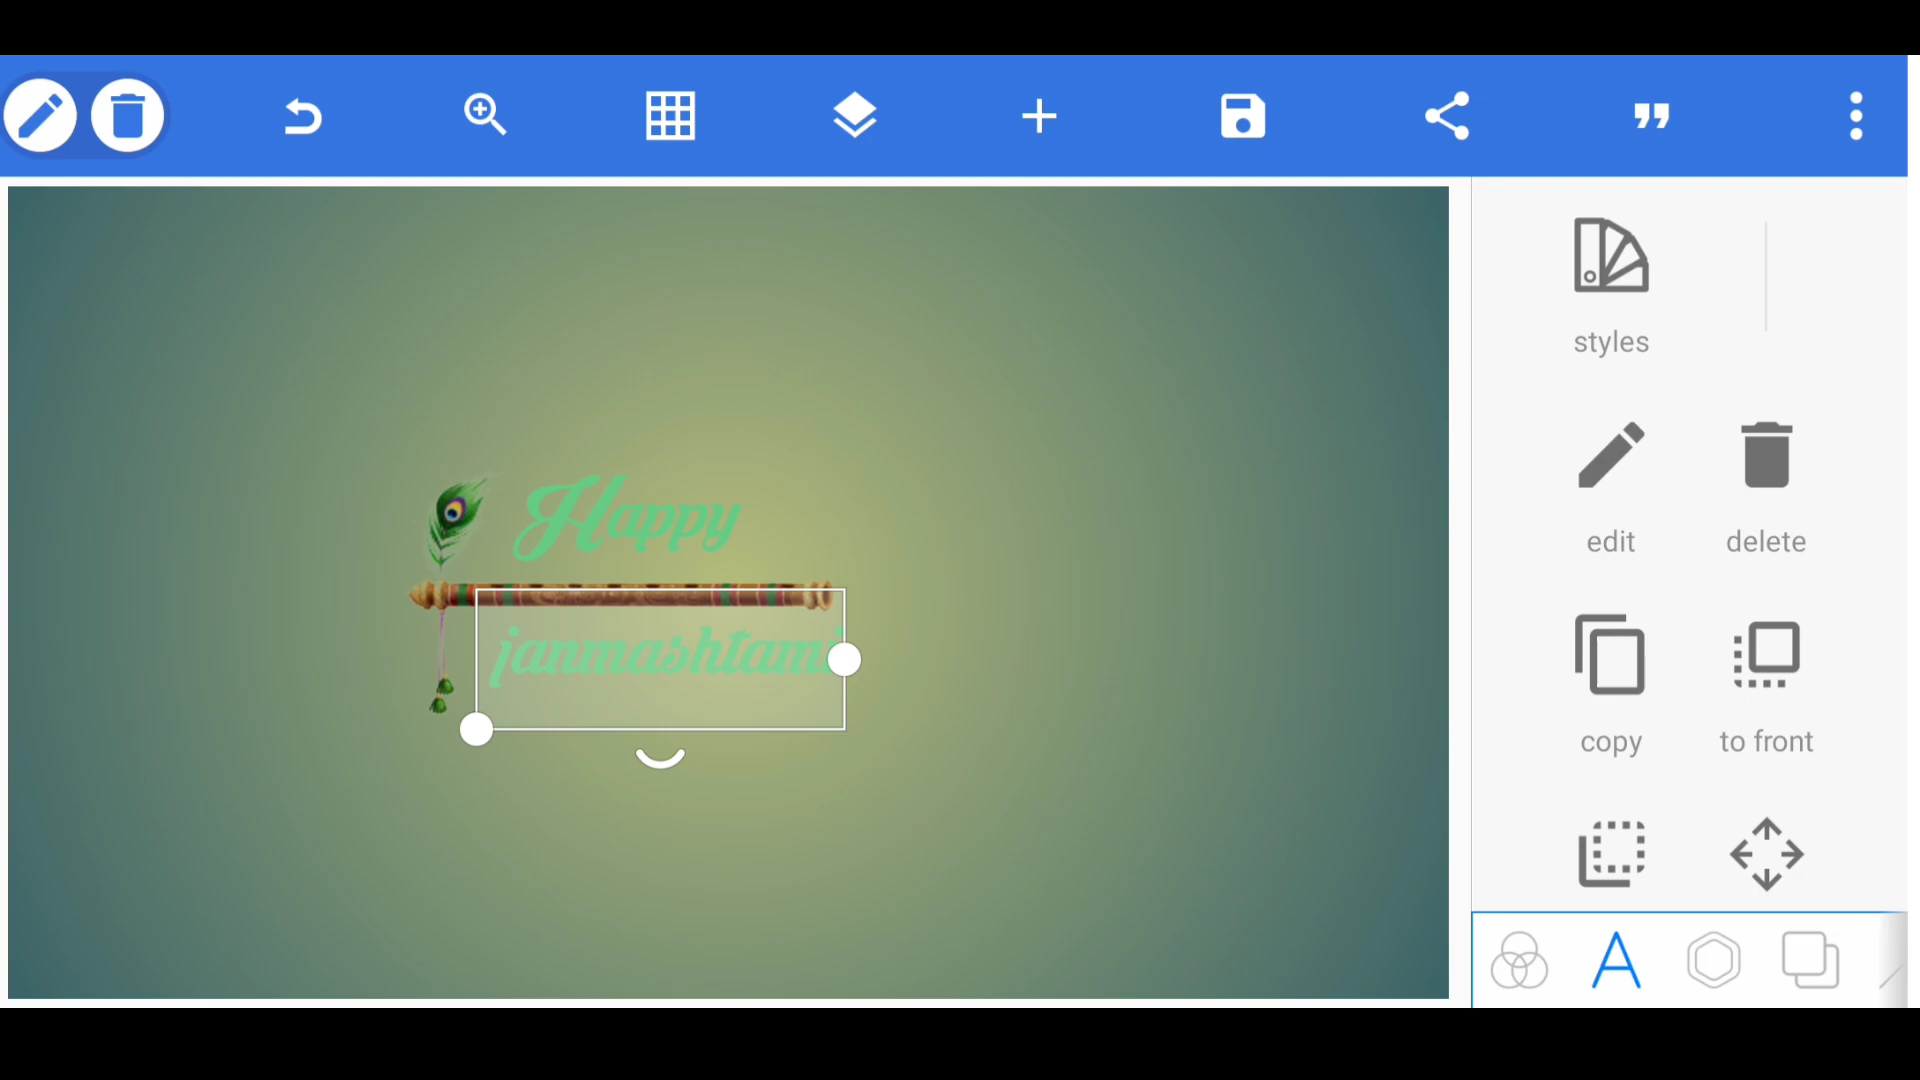 styles
Happy
edit
delete
janmashtami
copy
to front